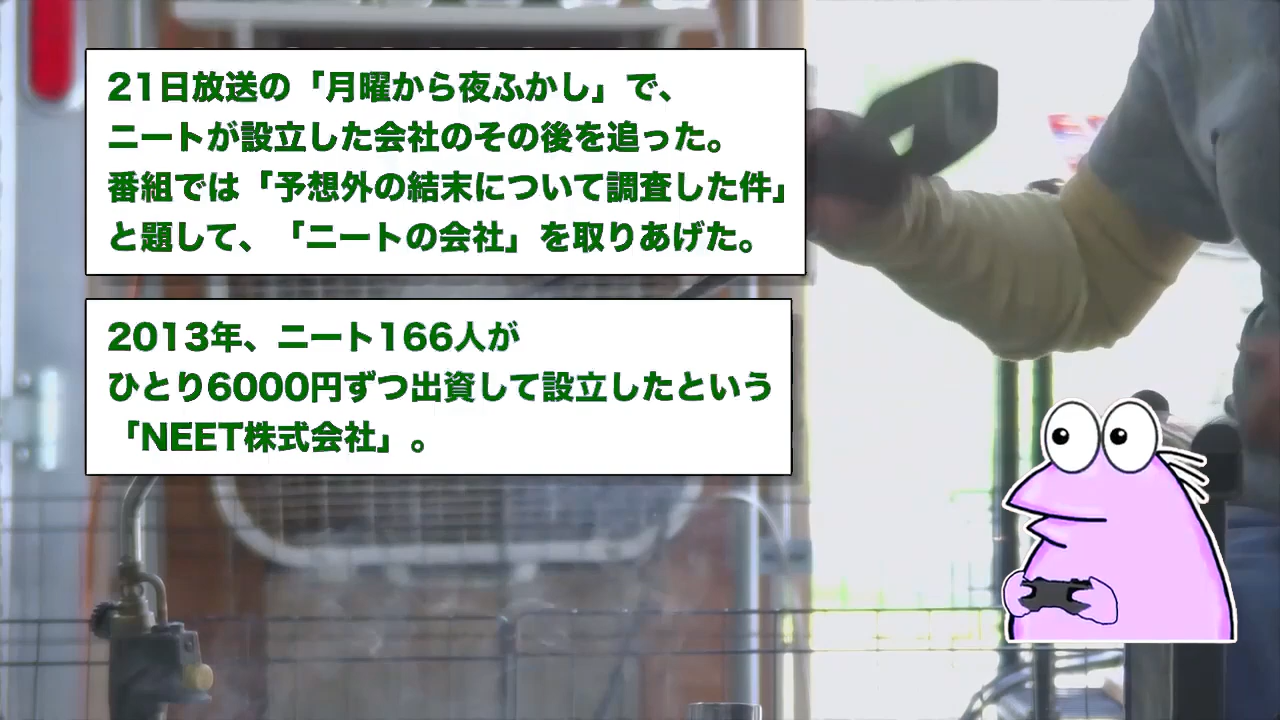 21日放送の「月曜から夜ふかし」で、
ニートが設立した会社のその後を追った。
番組では「予想外の結末について調査した件」
と題して、「ニートの会社」を取りあげた。
2013年、ニート166人が
ひとり6000円ずつ出資して設立したという
「NEET株式会社」。